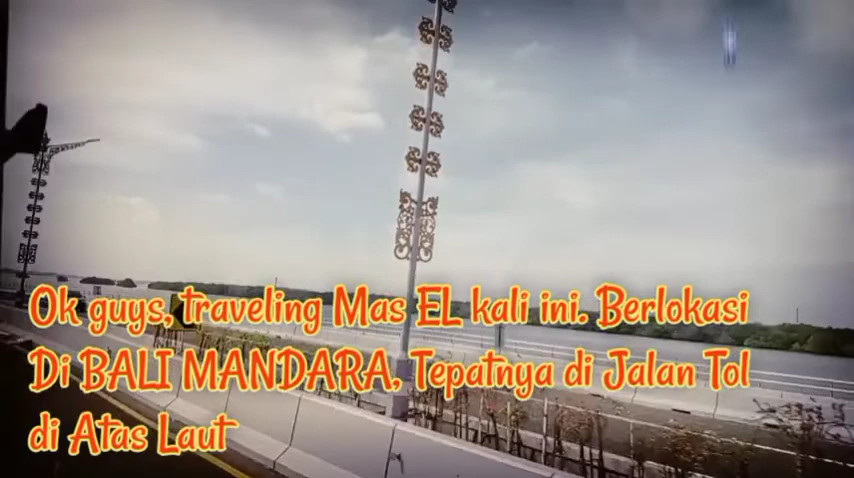 Ok guys, traveling Mas EL kali ini. Berlokasi
Di BALI MANDARA, Tepatnya di Jalan Tol
di Atas Laut